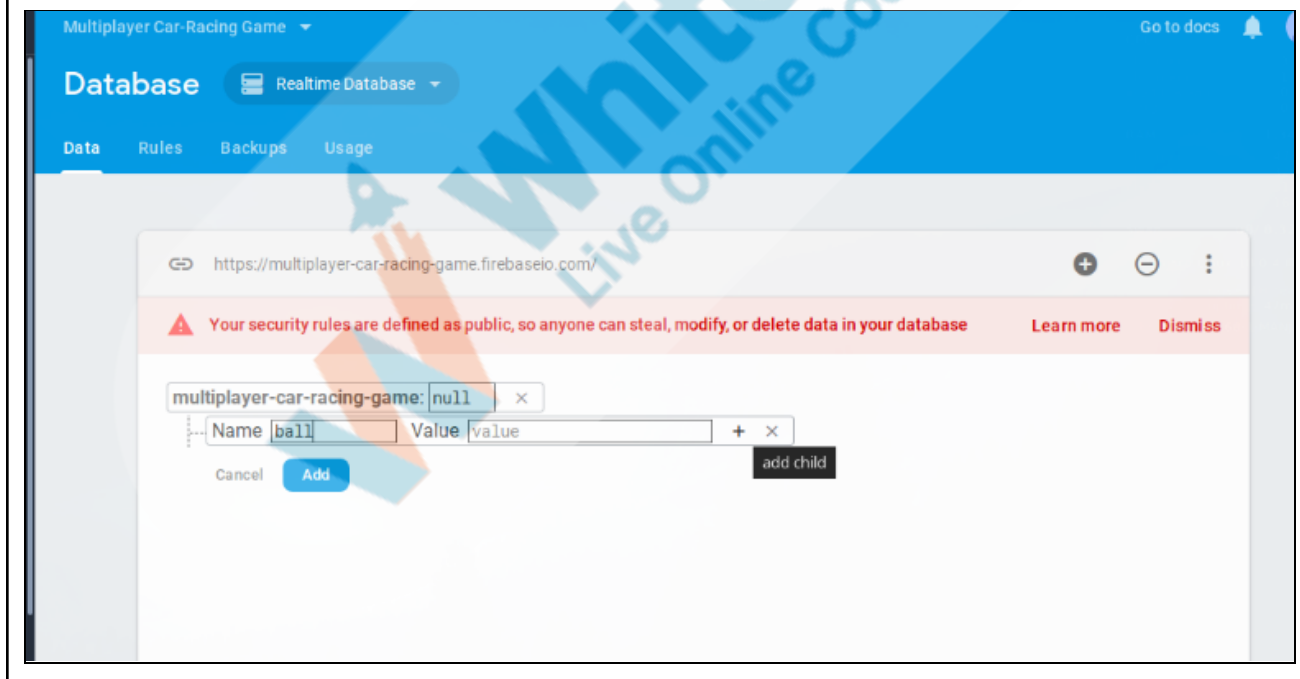 Multiplayer Car-Racing Game
Go to docs
Database
Realtime Database
Data Rules Backups Usage
https://multiplayer-car-racing-game.firebaseio.com/
Your security rules are defined as public, so anyone can steal, modify, or delete data in your database Learn more Dismiss
multiplayer-car-racing-game: null ×
Name ball Value value + ×
add child
Cancel Add
White
Live Online